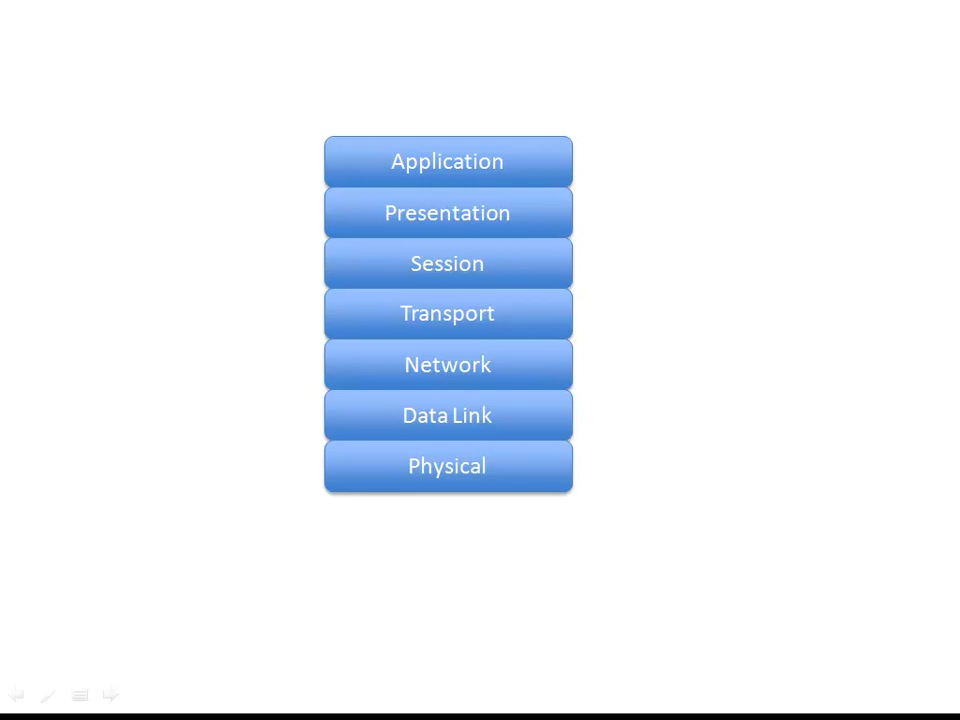 Application
Presentation
Session
Transport
Network
Data Link
Physical